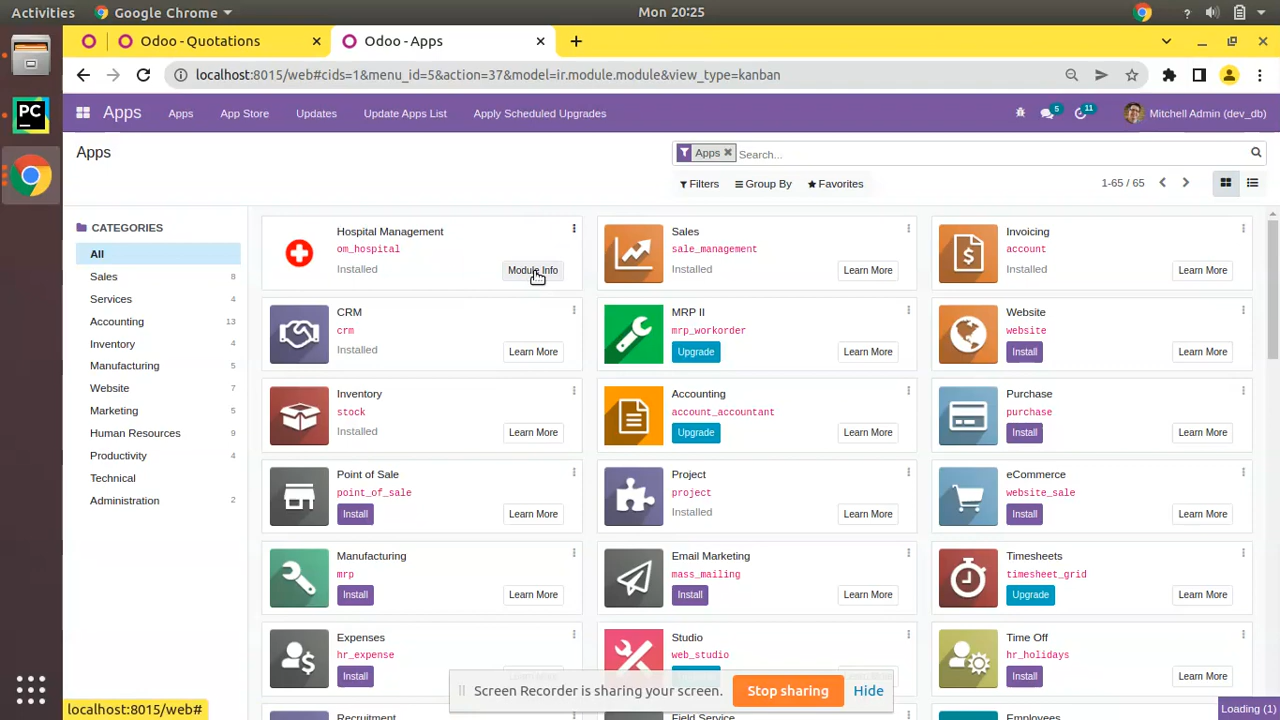 Activities
Google Chrome
Mon 20:25
?
Odoo - Quotations
Odoo - Apps
localhost:8015/web#cids=1&menu_id=5&action=37&model=ir.module.module&view_type=kanban
PC
Apps
Apps
App Store
Updates
Update Apps List
Apply Scheduled Upgrades
5
11
Mitchell Admin (dev_db)
Apps
Apps
Search...
Filters
Group By
Favorites
1-65 / 65
CATEGORIES
All
Sales 8
Services 4
Accounting 13
Inventory 4
Manufacturing 5
Website 7
Marketing 5
Human Resources 9
Productivity 4
Technical
Administration 2
Hospital Management
om_hospital
Installed
Module Info
Sales
sale_management
Installed
Learn More
Invoicing
account
Installed
Learn More
CRM
crm
Installed
Learn More
MRP II
mrp_workorder
Upgrade
Learn More
Website
website
Install
Learn More
Inventory
stock
Installed
Learn More
Accounting
account_accountant
Upgrade
Learn More
Purchase
purchase
Install
Learn More
Point of Sale
point_of_sale
Install
Learn More
Project
project
Installed
Learn More
eCommerce
website_sale
Install
Learn More
Manufacturing
mrp
Install
Learn More
Email Marketing
mass_mailing
Install
Learn More
Timesheets
timesheet_grid
Upgrade
Learn More
Expenses
hr_expense
Install
Studio
web_studio
Time Off
hr_holidays
Install
Learn More
Screen Recorder is sharing your screen.
Stop sharing
Hide
Recruitment
Field Service
Employees
localhost:8015/web#
Loading (1)